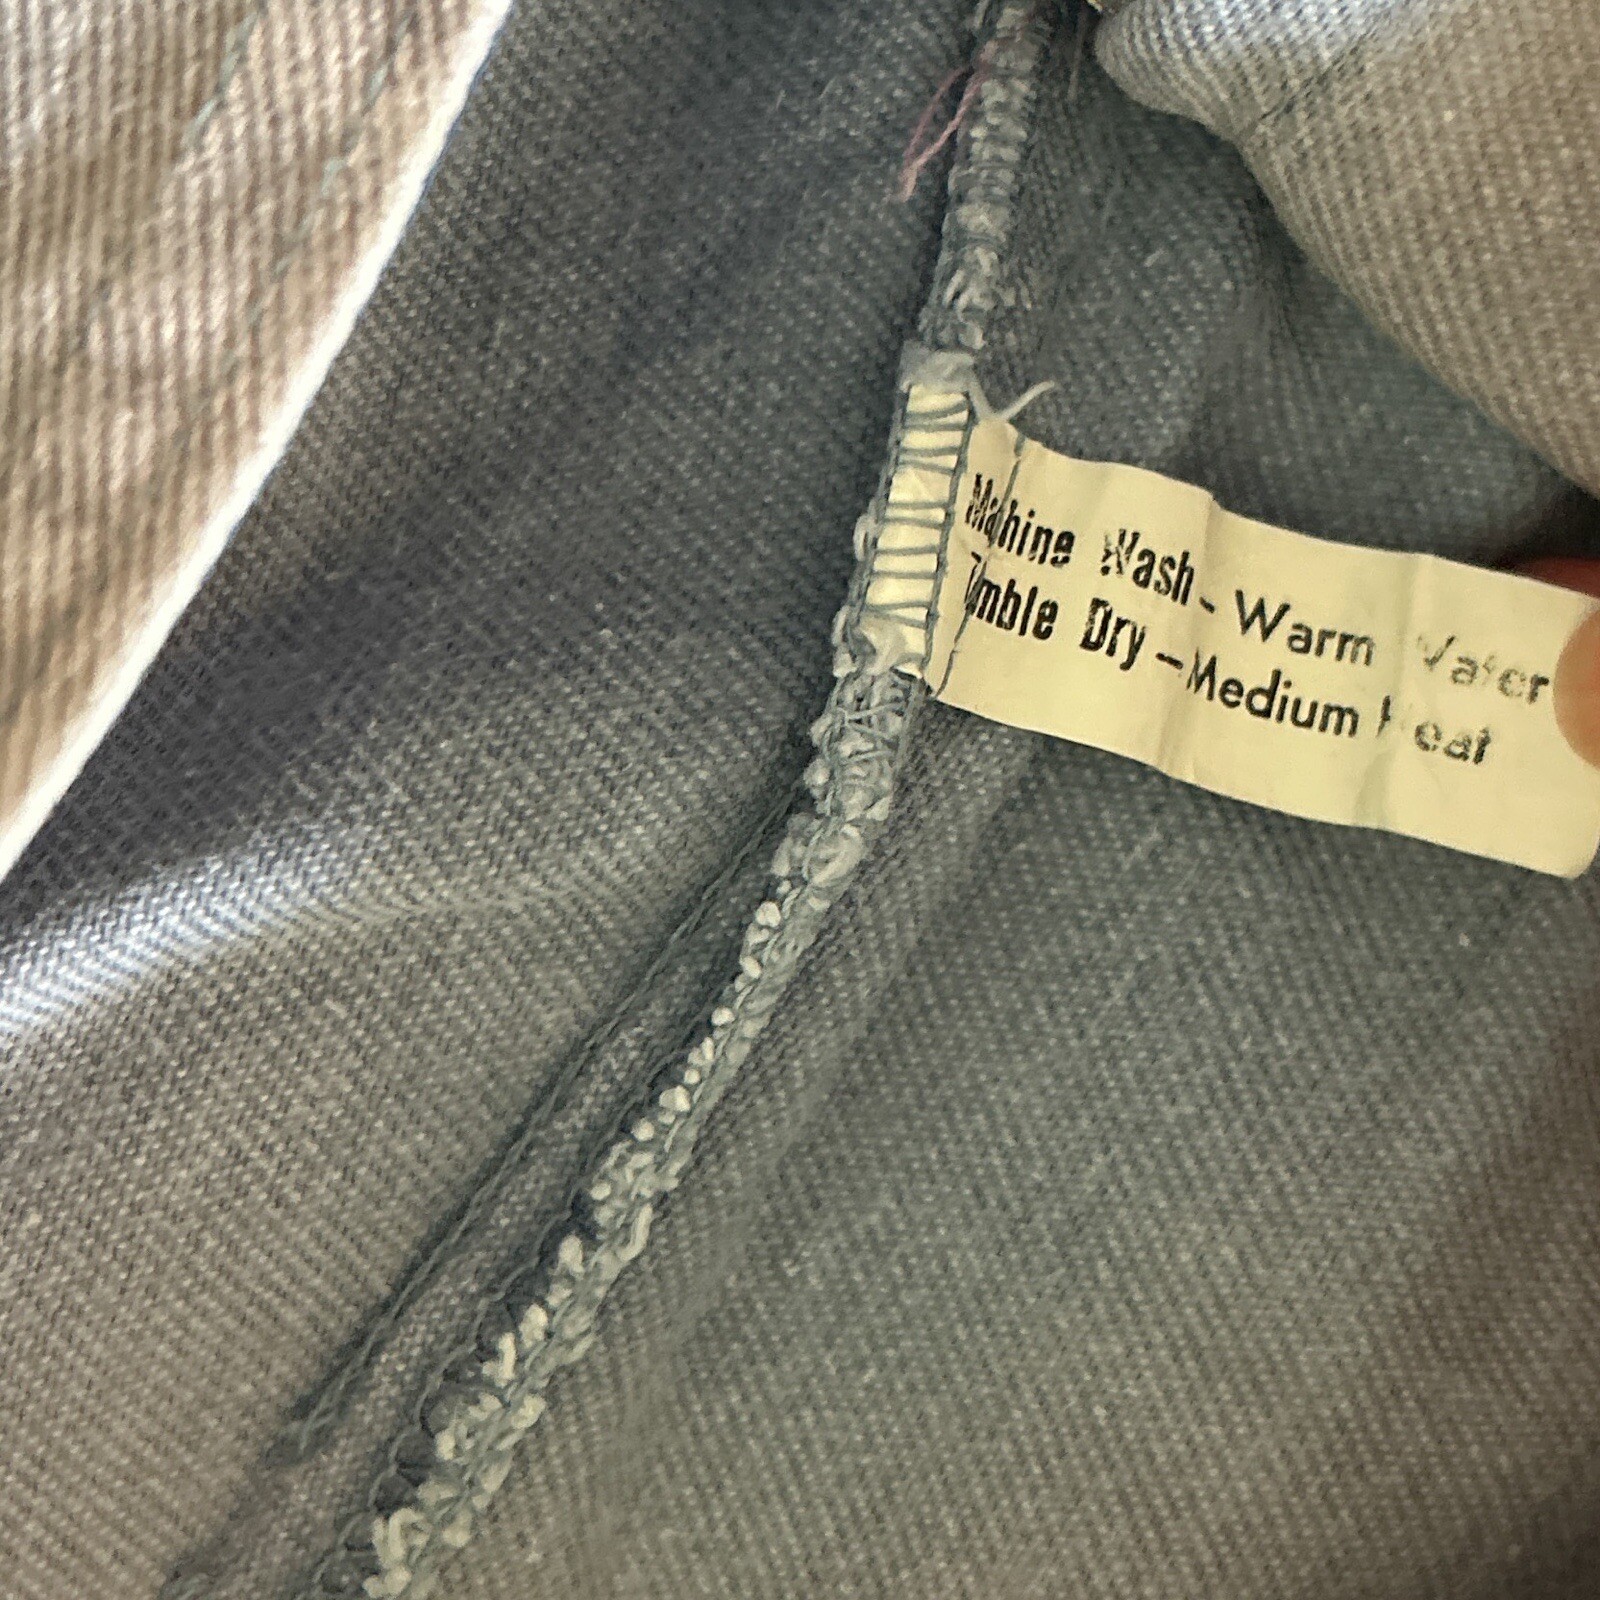 Machine Wash - Warm Water
Tumble Dry - Medium Heat